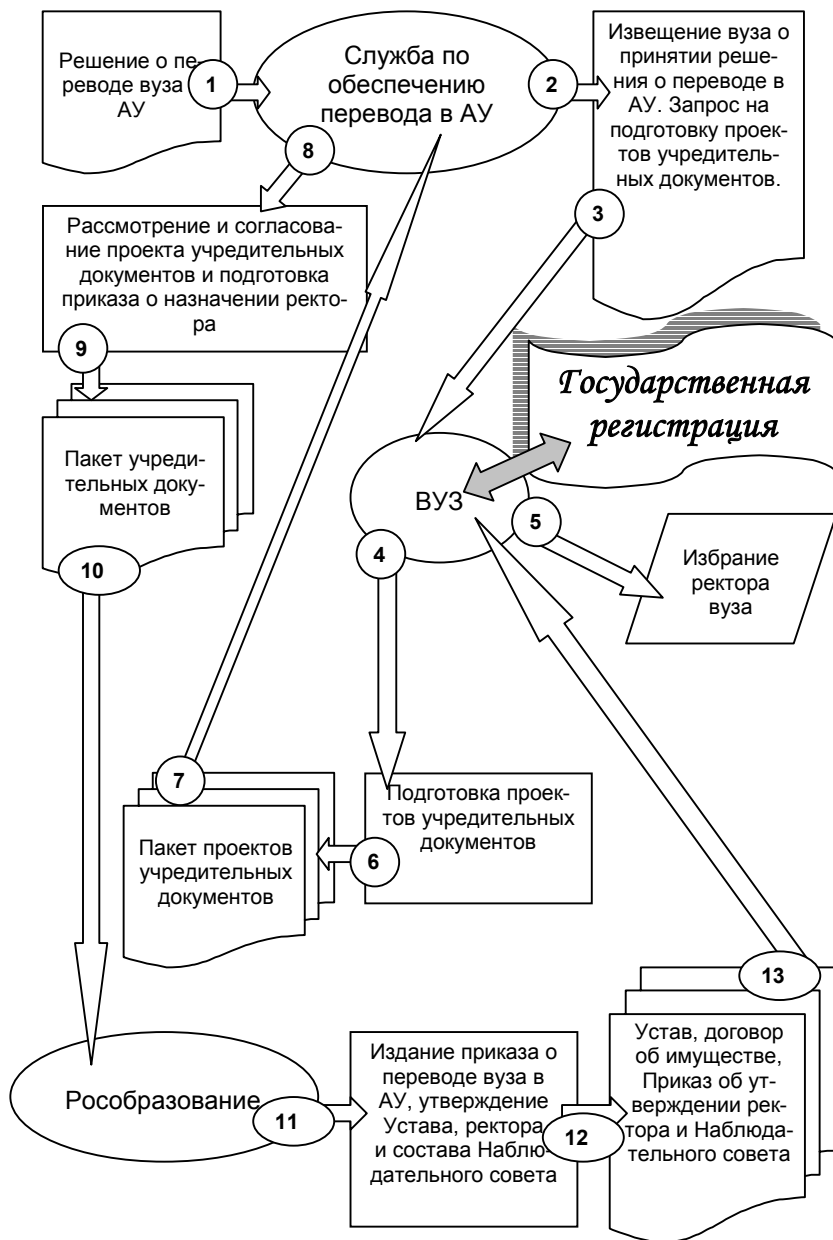 Решение о пе-
реводе вуза
АУ
1
Служба по
обеспечению
перевода в АУ
2
Извещение вуза о
принятии реше-
ния о переводе в
АУ. Запрос на
подготовку проек-
тов учредитель-
ных документов.
8
3
Рассмотрение и согласова-
ние проекта учредительных
документов и подготовка
приказа о назначении ректо-
ра
9
Государственная
регистрация
Пакет учреди-
тельных доку-
ментов
10
ВУЗ
5
4
Избрание
ректора
вуза
7
Подготовка проек-
тов учредительных
документов
6
Пакет проектов
учредительных
документов
13
Рособразование
11
Издание приказа о
переводе вуза в
АУ, утверждение
Устава, ректора
и состава Наблю-
дательного совета
12
Устав, договор
об имуществе,
Приказ об ут-
верждении рек-
тора и Наблюда-
тельного совета